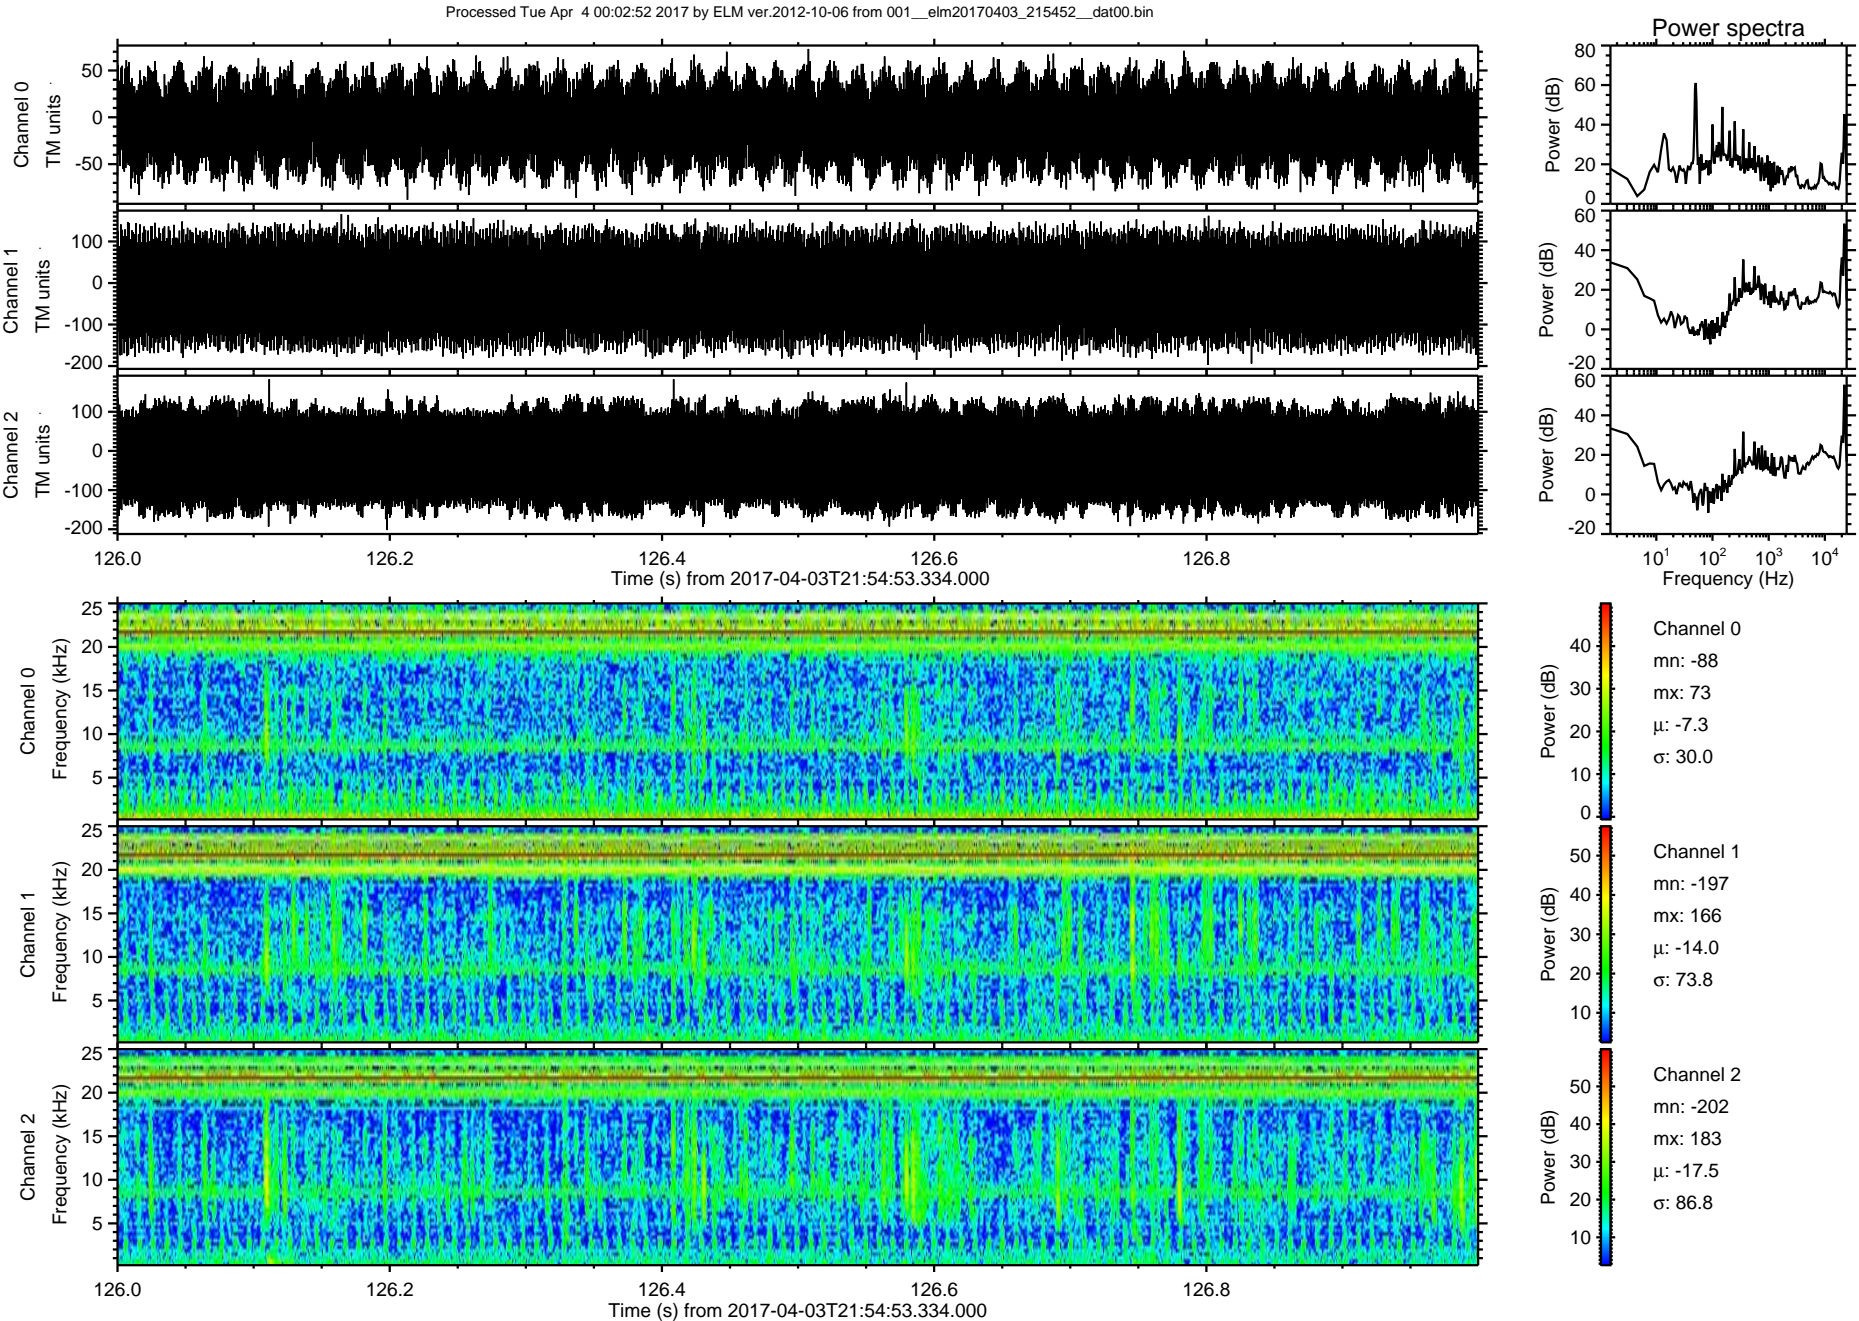 Processed Tue Apr  4 00:02:52 2017 by ELM ver.2012-10-06 from 001__elm20170403_215452__dat00.bin
Power spectra
Channel 0
TM units
50
0
-50
Power (dB)
80
60
40
20
0
Channel 1
TM units
100
0
-100
-200
Power (dB)
60
40
20
0
-20
Channel 2
TM units
100
0
-100
-200
Power (dB)
60
40
20
0
-20
126.0 126.2 126.4 126.6 126.8
Time (s) from 2017-04-03T21:54:53.334.000
10^1 10^2 10^3 10^4
Frequency (Hz)
Channel 0
Frequency (kHz)
25
20
15
10
5
Power (dB)
40
30
20
10
0
Channel 0
mn: -88
mx: 73
μ: -7.3
σ: 30.0
Channel 1
Frequency (kHz)
25
20
15
10
5
Power (dB)
50
40
30
20
10
Channel 1
mn: -197
mx: 166
μ: -14.0
σ: 73.8
Channel 2
Frequency (kHz)
25
20
15
10
5
Power (dB)
50
40
30
20
10
Channel 2
mn: -202
mx: 183
μ: -17.5
σ: 86.8
126.0 126.2 126.4 126.6 126.8
Time (s) from 2017-04-03T21:54:53.334.000